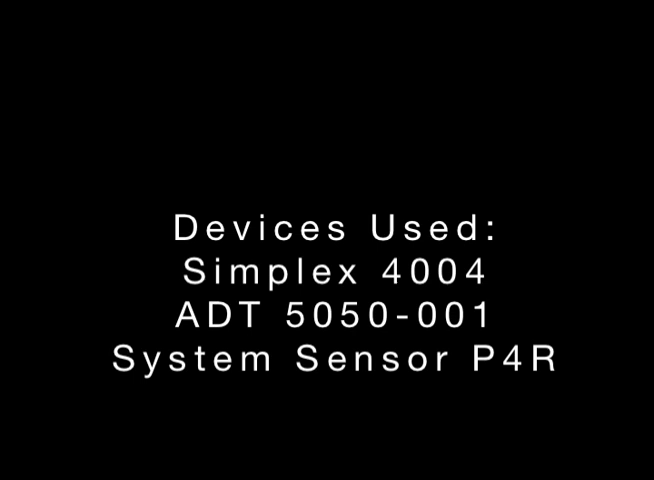 Devices Used:
Simplex 4004
ADT 5050-001
System Sensor P4R